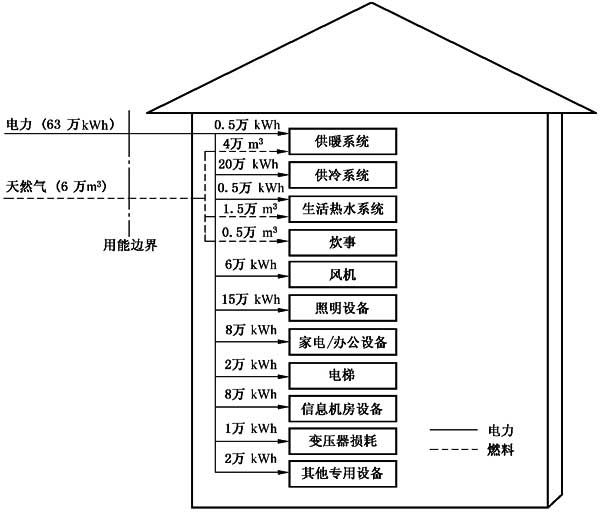 电力（63 万kWh）
0.5万 kWh
供暖系统
4万 m³
20万 kWh
供冷系统
天然气（6 万m³）
0.5万 kWh
生活热水系统
1.5万 m³
0.5万 m³
炊事
用能边界
6万 kWh
风机
15万 kWh
照明设备
8万 kWh
家电/办公设备
2万 kWh
电梯
8万 kWh
信息机房设备
1万 kWh
变压器损耗
2万 kWh
其他专用设备
电力
燃料